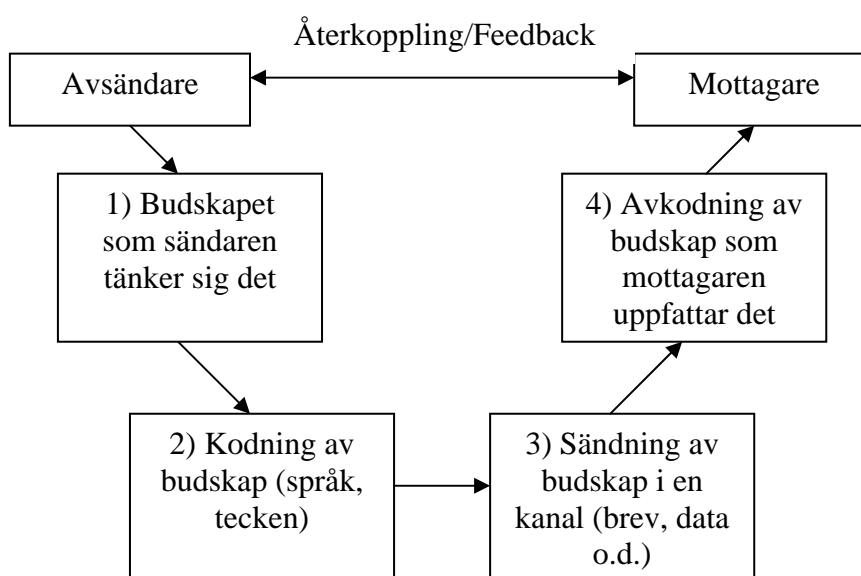 Återkoppling/Feedback
Avsändare
Mottagare
1) Budskapet
som sändaren
tänker sig det
4) Avkodning av
budskap som
mottagaren
uppfattar det
2) Kodning av
budskap (språk,
tecken)
3) Sändning av
budskap i en
kanal (brev, data
o.d.)